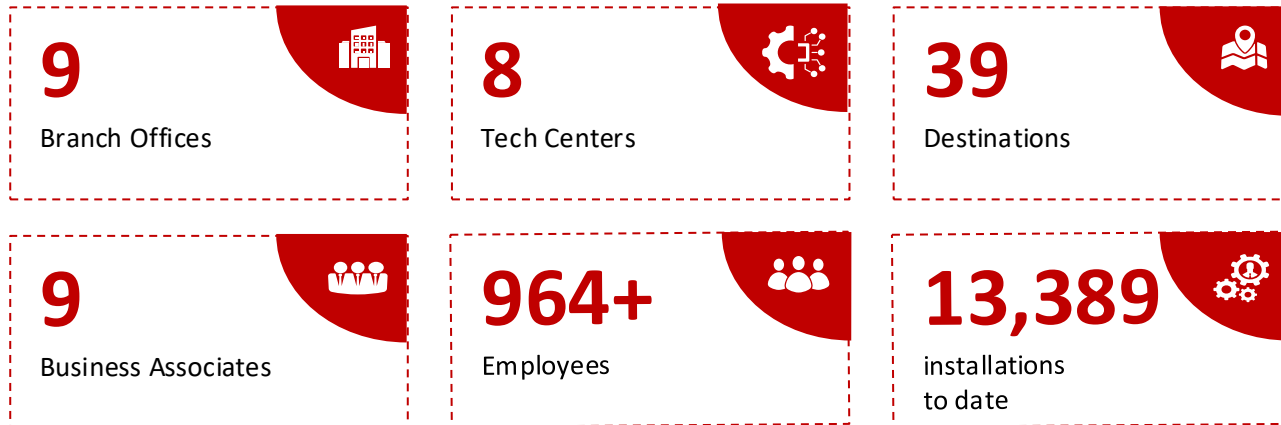 9
Branch Offices
8
Tech Centers
39
Destinations
9
Business Associates
964+
Employees
13,389
installations
to date